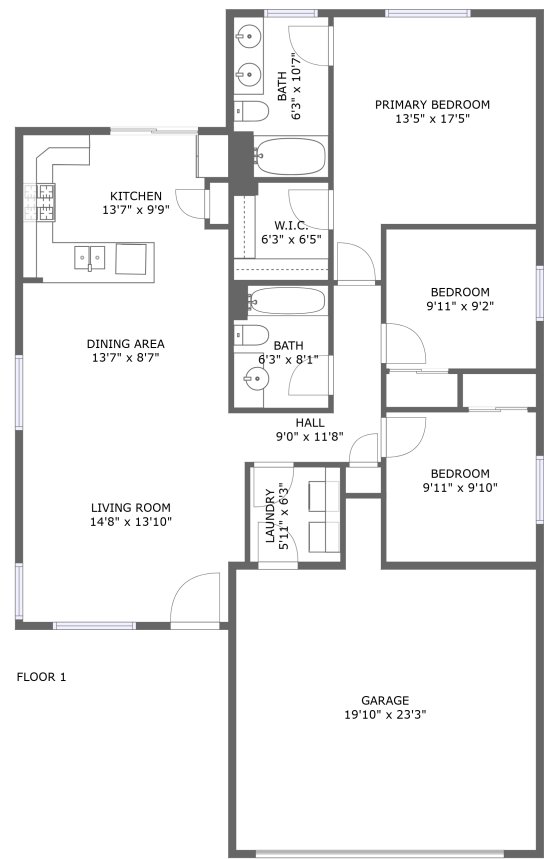 BATH
6'3" x 10'7"
PRIMARY BEDROOM
13'5" x 17'5"
KITCHEN
13'7" x 9'9"
W.I.C.
6'3" x 6'5"
BEDROOM
9'11" x 9'2"
DINING AREA
13'7" x 8'7"
BATH
6'3" x 8'1"
HALL
9'0" x 11'8"
BEDROOM
9'11" x 9'10"
LAUNDRY
5'11" x 6'3"
LIVING ROOM
14'8" x 13'10"
FLOOR 1
GARAGE
19'10" x 23'3"